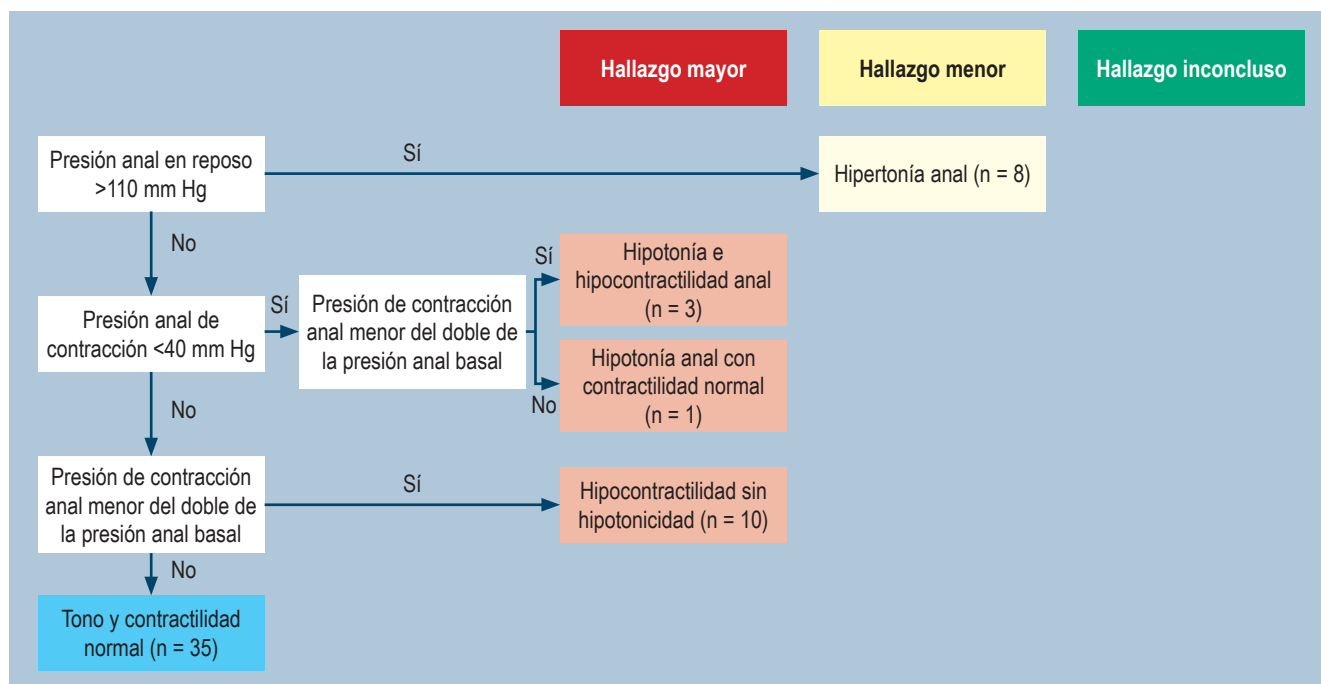 Hallazgo mayor
Hallazgo menor
Hallazgo inconcluso
Presión anal en reposo
>110 mm Hg
Sí
Hipertonía anal (n = 8)
No
Presión anal de
contracción <40 mm Hg
Sí
Presión de contracción
anal menor del doble de
la presión anal basal
Sí
Hipotonía e
hipocontractilidad anal
(n = 3)
No
Hipotonía anal con
contractilidad normal
(n = 1)
No
Presión de contracción
anal menor del doble de
la presión anal basal
Sí
Hipocontractilidad sin
hipotonicidad (n = 10)
No
Tono y contractilidad
normal (n = 35)